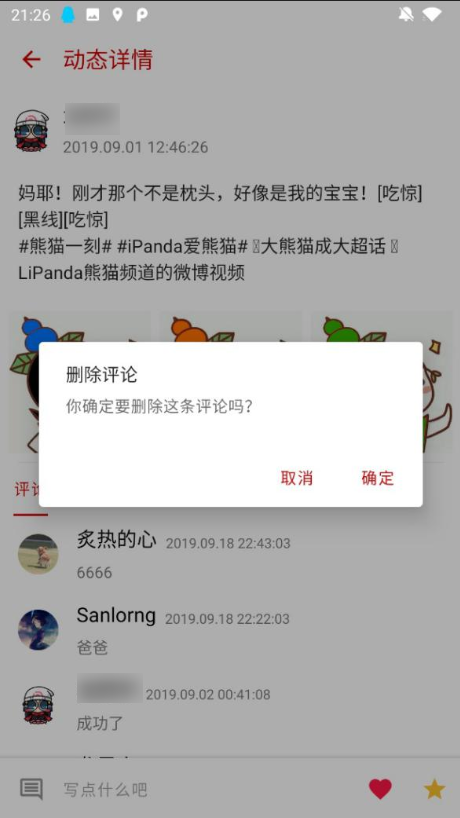 21:26
动态详情
2019.09.01 12:46:26
妈耶！刚才那个不是枕头，好像是我的宝宝！[吃惊]
[黑线][吃惊]
#熊猫一刻# #iPanda爱熊猫# 大熊猫成大超话
LiPanda熊猫频道的微博视频
删除评论
你确定要删除这条评论吗？
取消 确定
评论
炙热的心 2019.09.18 22:43:03
6666
Sanlorng 2019.09.18 22:22:03
爸爸
2019.09.02 00:41:08
成功了
写点什么吧